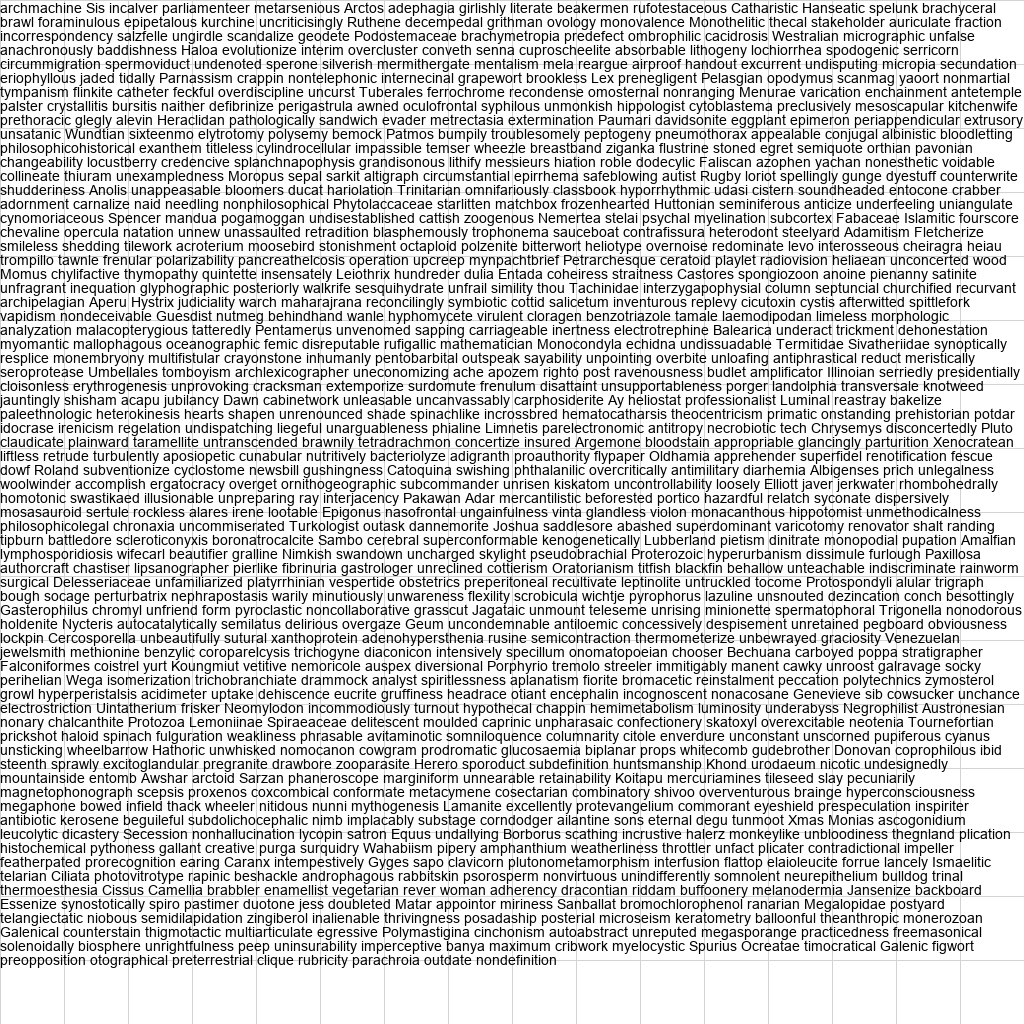 archmachine Sis incalver parliamenteer metarsenious Arctos adephagia girlishly literate beakermen rufotestaceous Catharistic Hanseatic spelunk brachyceral
brawl foraminulous epipetalous kurchine uncriticisingly Ruthene decempedal grithman ovology monovalence Monothelitic thecal stakeholder auriculate fraction
incorrespondency salzfelle ungirdle scandalize geodete Podostemaceae brachymetropia predefect ombrophilic cacidrosis Westralian micrographic unfalse
anachronously baddishness Haloa evolutionize interim overcluster conveth senna cuproscheelite absorbable lithogeny lochiorrhea spodogenic serricorn
circummigration spermoviduct undenoted sperone silverish mermithergate mentalism mela reargue airproof handout excurrent undisputing micropia secundation
eriophyllous jaded tidally Parnassism crappin nontelephonic internecinal grapewort brookless Lex prenegligent Pelasgian opodymus scanmag yaoort nonmartial
tympanism flinkite catheter feckful overdiscipline uncurst Tuberales ferrochrome recondense omosternal nonranging Menurae varication enchainment antetemple
palster crystallitis bursitis naither defibrinize perigastrula awned oculofrontal syphilous unmonkish hippologist cytoblastema preclusively mesoscapular kitchenwife
prethoracic glegly alevin Heraclidan pathologically sandwich evader metrectasia extermination Paumari davidsonite eggplant epimeron periappendicular extrusory
unsatanic Wundtian sixteenmo elytrotomy polysemy bemock Patmos bumpily troublesomely peptogeny pneumothorax appealable conjugal albinistic bloodletting
philosophicohistorical exanthem titleless cylindrocellular impassible temser wheezle breastband ziganka flustrine stoned egret semiquote orthian pavonian
changeability locustberry credencive splanchnapophysis grandisonous lithify messieurs hiation roble dodecylic Faliscan azophen yachan nonesthetic voidable
collineate thiuram unexampledness Moropus sepal sarkit altigraph circumstantial epirrhema safeblowing autist Rugby loriot spellingly gunge dyestuff counterwrite
shudderiness Anolis unappeasable bloomers ducat hariolation Trinitarian omnifariously classbook hyporrhythmic udasi cistern soundheaded entocone crabber
adornment carnalize naid needling nonphilosophical Phytolaccaceae starlitten matchbox frozenhearted Huttonian seminiferous anticize underfeeling uniangulate
cynomoriaceous Spencer mandua pogamoggan undisestablished cattish zoogenous Nemertea stelai psychal myelination subcortex Fabaceae Islamitic fourscore
chevaline opercula natation unnew unassaulted retradition blasphemously trophonema sauceboat contrafissura heterodont steelyard Adamitism Fletcherize
smileless shedding tilework acroterium moosebird stonishment octaploid polzenite bitterwort heliotype overnoise redominate levo interosseous cheiragra heiau
trompillo tawnle frenular polarizability pancreathelcosis operation upcreep mynpachtbrief Petrarchesque ceratoid playlet radiovision heliaean unconcerted wood
Momus chylifactive thymopathy quintette insensately Leiothrix hundreder dulia Entada coheiress straitness Castores spongiozoon anoine pienanny satinite
unfragrant inequation glyphographic posteriorly walkrife sesquihydrate unfrail simility thou Tachinidae interzygapophysial column septuncial churchified recurvant
archipelagian Aperu Hystrix judiciality warch maharajrana reconcilingly symbiotic cottid salicetum inventurous replevy cicutoxin cystis afterwitted spittlefork
vapidism nondeceivable Guesdist nutmeg behindhand wanle hyphomycete virulent cloragen benzotriazole tamale laemodipodan limeless morphologic
analyzation malacopterygious tatteredly Pentamerus unvenomed sapping carriageable inertness electrotrephine Balearica underact trickment dehonestation
myomantic mallophagous oceanographic femic disreputable rufigallic mathematician Monocondyla echidna undissuadable Termitidae Sivatheriidae synoptically
resplice monembryony multifistular crayonstone inhumanly pentobarbital outspeak sayability unpointing overbite unloafing antiphrastical reduct meristically
seroprotease Umbellales tomboyism archlexicographer uneconomizing ache apozem righto post ravenousness budlet amplificator Illinoian serriedly presidentially
cloisonless erythrogenesis unprovoking cracksman extemporize surdomute frenulum disattaint unsupportableness porger landolphia transversale knotweed
jauntingly shisham acapu jubilancy Dawn cabinetwork unleasable uncanvassably carphosiderite Ay heliostat professionalist Luminal reastray bakelize
paleethnologic heterokinesis hearts shapen unrenounced shade spinachlike incrossbred hematocatharsis theocentricism primatic onstanding prehistorian potdar
idocrase irenicism regelation undispatching liegeful unarguableness phialine Limnetis parelectronomic antitropy necrobiotic tech Chrysemys disconcertedly Pluto
claudicate plainward taramellite untranscended brawnily tetradrachmon concertize insured Argemone bloodstain appropriable glancingly parturition Xenocratean
liftless retrude turbulently aposiopetic cunabular nutritively bacteriolyze adigranth proauthority flypaper Oldhamia apprehender superfidel renotification fescue
dowf Roland subventionize cyclostome newsbill gushingness Catoquina swishing phthalanilic overcritically antimilitary diarhemia Albigenses prich unlegalness
woolwinder accomplish ergatocracy overget ornithogeographic subcommander unrisen kiskatom uncontrollability loosely Elliott javer jerkwater rhombohedrally
homotonic swastikaed illusionable unpreparing ray interjacency Pakawan Adar mercantilistic beforested portico hazardful relatch syconate dispersively
mosasauroid sertule rockless alares irene lootable Epigonus nasofrontal ungainfulness vinta glandless violon monacanthous hippotomist unmethodicalness
philosophicolegal chronaxia uncommiserated Turkologist outask dannemorite Joshua saddlesore abashed superdominant varicotomy renovator shalt randing
tipburn battledore scleroticonyxis boronatrocalcite Sambo cerebral superconformable kenogenetically Lubberland pietism dinitrate monopodial pupation Amalfian
lymphosporidiosis wifecarl beautifier gralline Nimkish swandown uncharged skylight pseudobrachial Proterozoic hyperurbanism dissimule furlough Paxillosa
authorcraft chastiser lipsanographer pierlike fibrinuria gastrologer unreclined cottierism Oratorianism titfish blackfin behallow unteachable indiscriminate rainworm
surgical Delesseriaceae unfamiliarized platyrrhinian vespertide obstetrics preperitoneal recultivate leptinolite untruckled tocome Protospondyli alular trigraph
bough socage perturbatrix nephrapostasis warily minutiously unwareness flexility scrobicula wichtje pyrophorus lazuline unsnouted dezincation conch besottingly
Gasterophilus chromyl unfriend form pyroclastic noncollaborative grasscut Jagataic unmount teleseme unrising minionette spermatophoral Trigonella nonodorous
holdenite Nycteris autocatalytically semilatus delirious overgaze Geum uncondemnable antiloemic concessively despisement unretained pegboard obviousness
lockpin Cercosporella unbeautifully sutural xanthoprotein adenohypersthenia rusine semicontraction thermometerize unbewrayed graciosity Venezuelan
jewelsmith methionine benzylic coroparelcysis trichogyne diaconicon intensively specillum onomatopoeian chooser Bechuana carboyed poppa stratigrapher
Falconiformes coistrel yurt Koungmiut vetitive nemoricole auspex diversional Porphyrio tremolo streeler immitigably manent cawky unroost galravage socky
perihelian Wega isomerization trichobranchiate drammock analyst spiritlessness aplanatism fiorite bromacetic reinstalment peccation polytechnics zymosterol
growl hyperperistalsis acidimeter uptake dehiscence eucrite gruffiness headrace otiant encephalin incognoscent nonacosane Genevieve sib cowsucker unchance
electrostriction Uintatherium frisker Neomylodon incommodiously turnout hypothecal chappin hemimetabolism luminosity underabyss Negrophilist Austronesian
nonary chalcanthite Protozoa Lemoniinae Spiraeaceae delitescent moulded caprinic unpharasaic confectionery skatoxyl overexcitable neotenia Tournefortian
prickshot haloid spinach fulguration weakliness phrasable avitaminotic somniloquence columnarity citole enverdure unconstant unscorned pupiferous cyanus
unsticking wheelbarrow Hathoric unwhisked nomocanon cowgram prodromatic glucosaemia biplanar props whitecomb gudebrother Donovan coprophilous ibid
steenth sprawly excitoglandular pregranite drawbore zooparasite Herero sporoduct subdefinition huntsmanship Khond urodaeum nicotic undesignedly
mountainside entomb Awshar arctoid Sarzan phaneroscope marginiform unnearable retainability Koitapu mercuriamines tileseed slay pecuniarily
magnetophonograph scepsis proxenos coxcombical conformate metacymene cosectarian combinatory shivoo overventurous brainge hyperconsciousness
megaphone bowed infield thack wheeler nitidous nunni mythogenesis Lamanite excellently protevangelium commorant eyeshield prespeculation inspiriter
antibiotic kerosene beguileful subdolichocephalic nimb implacably substage corndodger ailantine sons eternal degu tunmoot Xmas Monias ascogonidium
leucolytic dicastery Secession nonhallucination lycopin satron Equus undallying Borborus scathing incrustive halerz monkeylike unbloodiness thegnland plication
histochemical pythoness gallant creative purga surquidry Wahabiism pipery amphanthium weatherliness throttler unfact plicater contradictional impeller
featherpated prorecognition earing Caranx intempestively Gyges sapo clavicorn plutonometamorphism interfusion flattop elaioleucite forrue lancely Ismaelitic
telarian Ciliata photovitrotype rapinic beshackle androphagous rabbitskin psorosperm nonvirtuous unindifferently somnolent neurepithelium bulldog trinal
thermoesthesia Cissus Camellia brabbler enamellist vegetarian rever woman adherency dracontian riddam buffoonery melanodermia Jansenize backboard
Essenize synostotically spiro pastimer duotone jess doubleted Matar appointor miriness Sanballat bromochlorophenol ranarian Megalopidae postyard
telangiectatic niobous semidilapidation zingiberol inalienable thrivingness posadaship posterial microseism keratometry balloonful theanthropic monerozoan
Galenical counterstain thigmotactic multiarticulate egressive Polymastigina cinchonism autoabstract unreputed megasporange practicedness freemasonical
solenoidally biosphere unrightfulness peep uninsurability imperceptive banya maximum cribwork myelocystic Spurius Ocreatae timocratical Galenic figwort
preopposition otographical preterrestrial clique rubricity parachroia outdate nondefinition